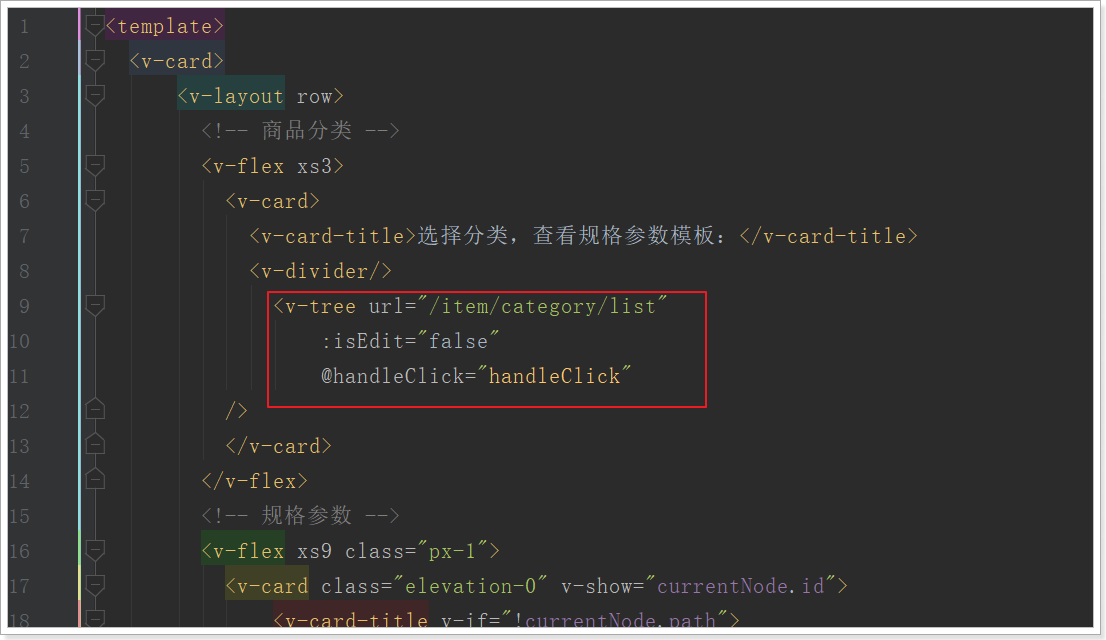 1 <template>
2 <v-card>
3 <v-layout row>
4 <!-- 商品分类 -->
5 <v-flex xs3>
6 <v-card>
7 <v-card-title>选择分类，查看规格参数模板：</v-card-title>
8 <v-divider/>
9 <v-tree url="/item/category/list"
10 :isEdit="false"
11 @handleClick="handleClick"
12 />
13 </v-card>
14 </v-flex>
15 <!-- 规格参数 -->
16 <v-flex xs9 class="px-1">
17 <v-card class="elevation-0" v-show="currentNode.id">
18 <v-card-title v-if="!currentNode.path">